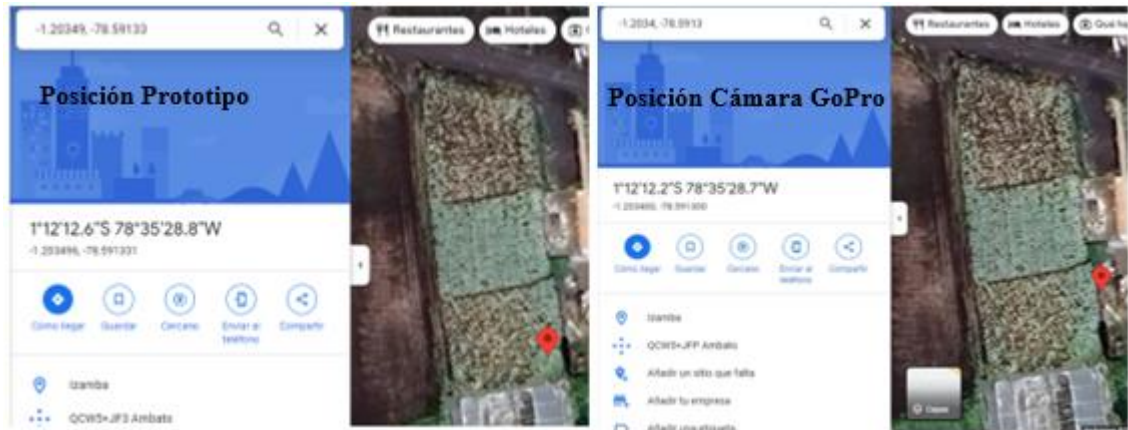 -1.20349, -78.59133
Posición Prototipo
1°12'12.6"S 78°35'28.8"W
-1.203496, -78.591331
Cómo llegar
Guardar
Cercano
Enviar al
teléfono
Compartir
Izamba
QCW5+JF3 Ambato
Restaurantes
Hoteles
-1.2034, -78.5913
Posición Cámara GoPro
1°12'12.2"S 78°35'28.7"W
-1.203400, -78.591300
Cómo llegar
Guardar
Cercano
Enviar al
teléfono
Compartir
Izamba
QCW5+JFP Ambato
Añadir un sitio que falta
Añadir tu empresa
Añadir una etiqueta
Restaurantes
Hoteles
Qué ha
Capas